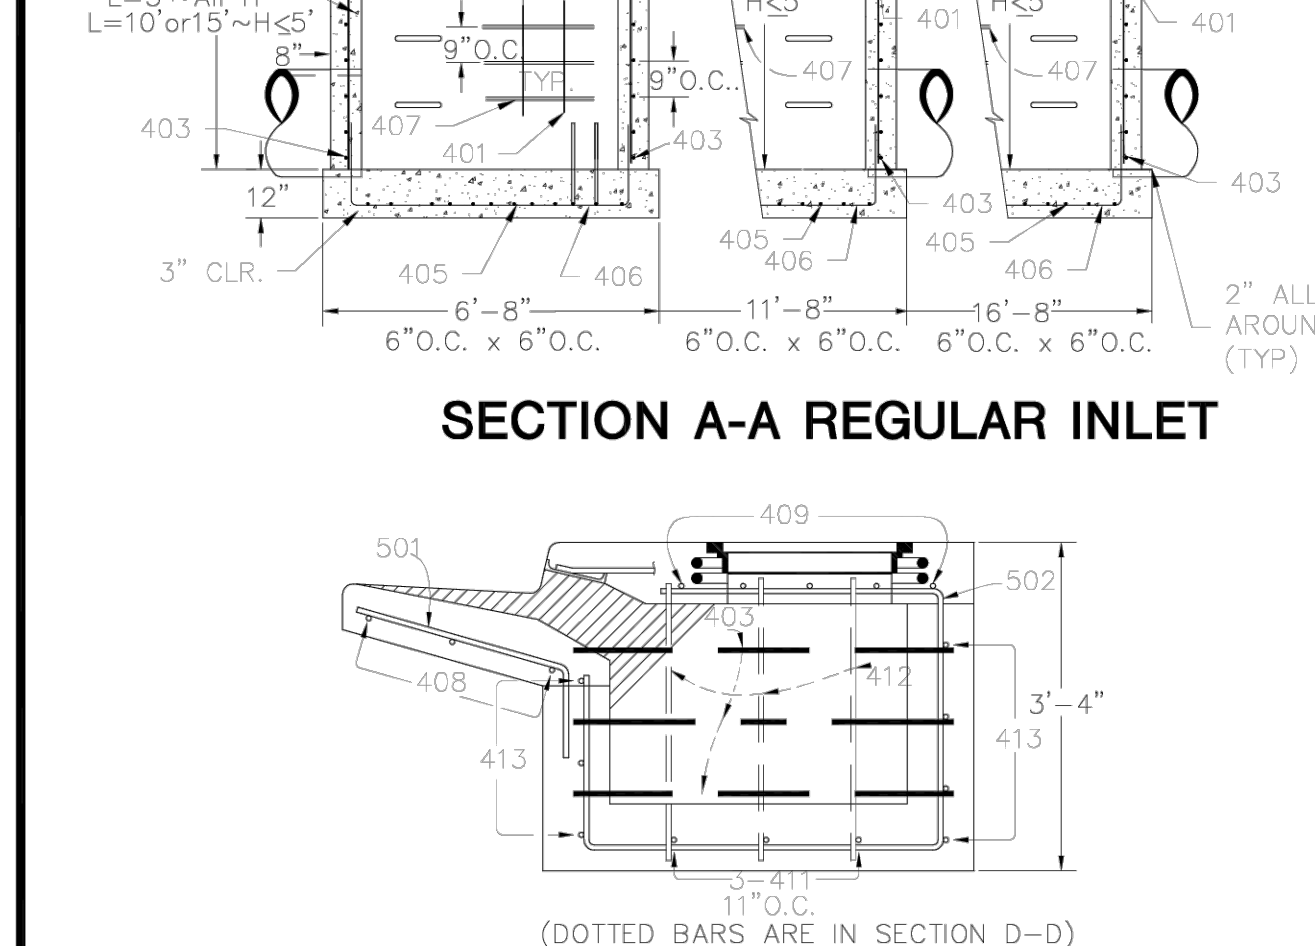 L=10'or15'~H≤5'
H≤5'
H≤5'
401
401
8"
9"O.C.
TYP.
9"O.C..
407
407
403
407
401
403
12"
403
403
3" CLR.
405
406
405
406
405
406
6'-8"
11'-8"
16'-8"
6"O.C. x 6"O.C.
6"O.C. x 6"O.C.
6"O.C. x 6"O.C.
2" ALL
AROUN
(TYP)
SECTION A-A REGULAR INLET
409
501
502
403
408
412
3'-4"
413
413
3-411
11"O.C.
(DOTTED BARS ARE IN SECTION D-D)